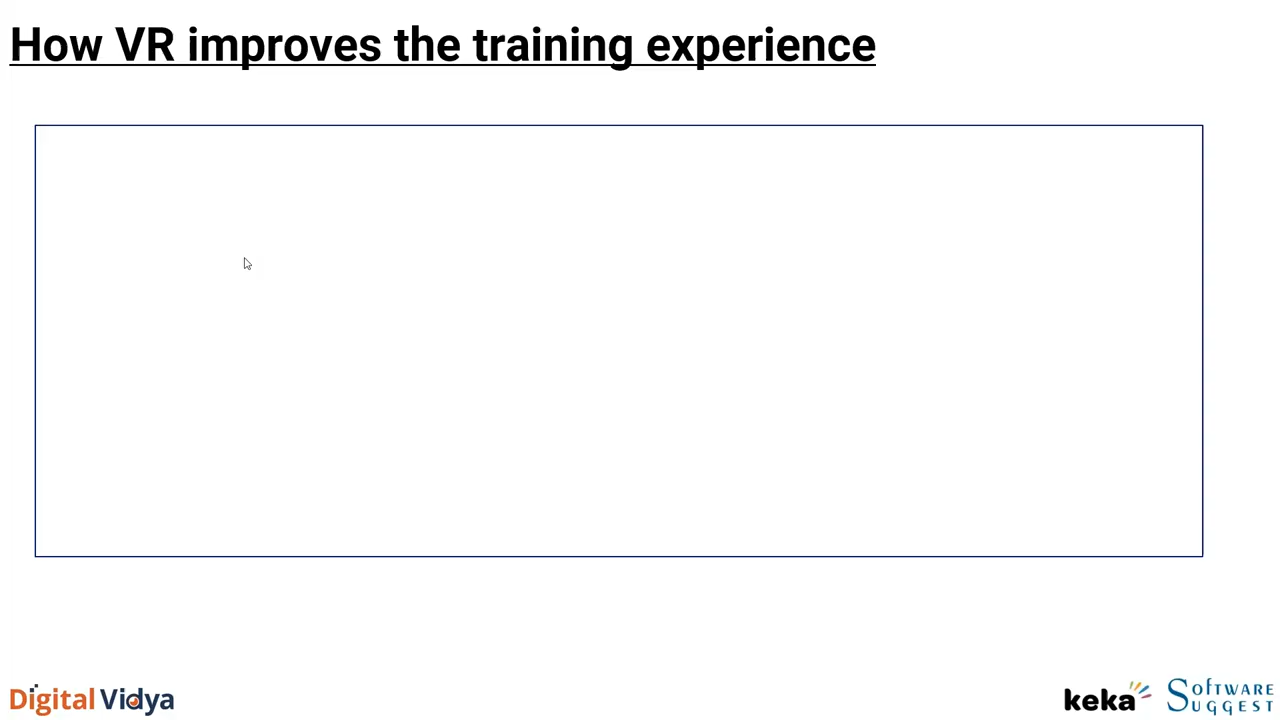 How VR improves the training experience
Digital Vidya
keka
SOFTWARE
SUGGEST